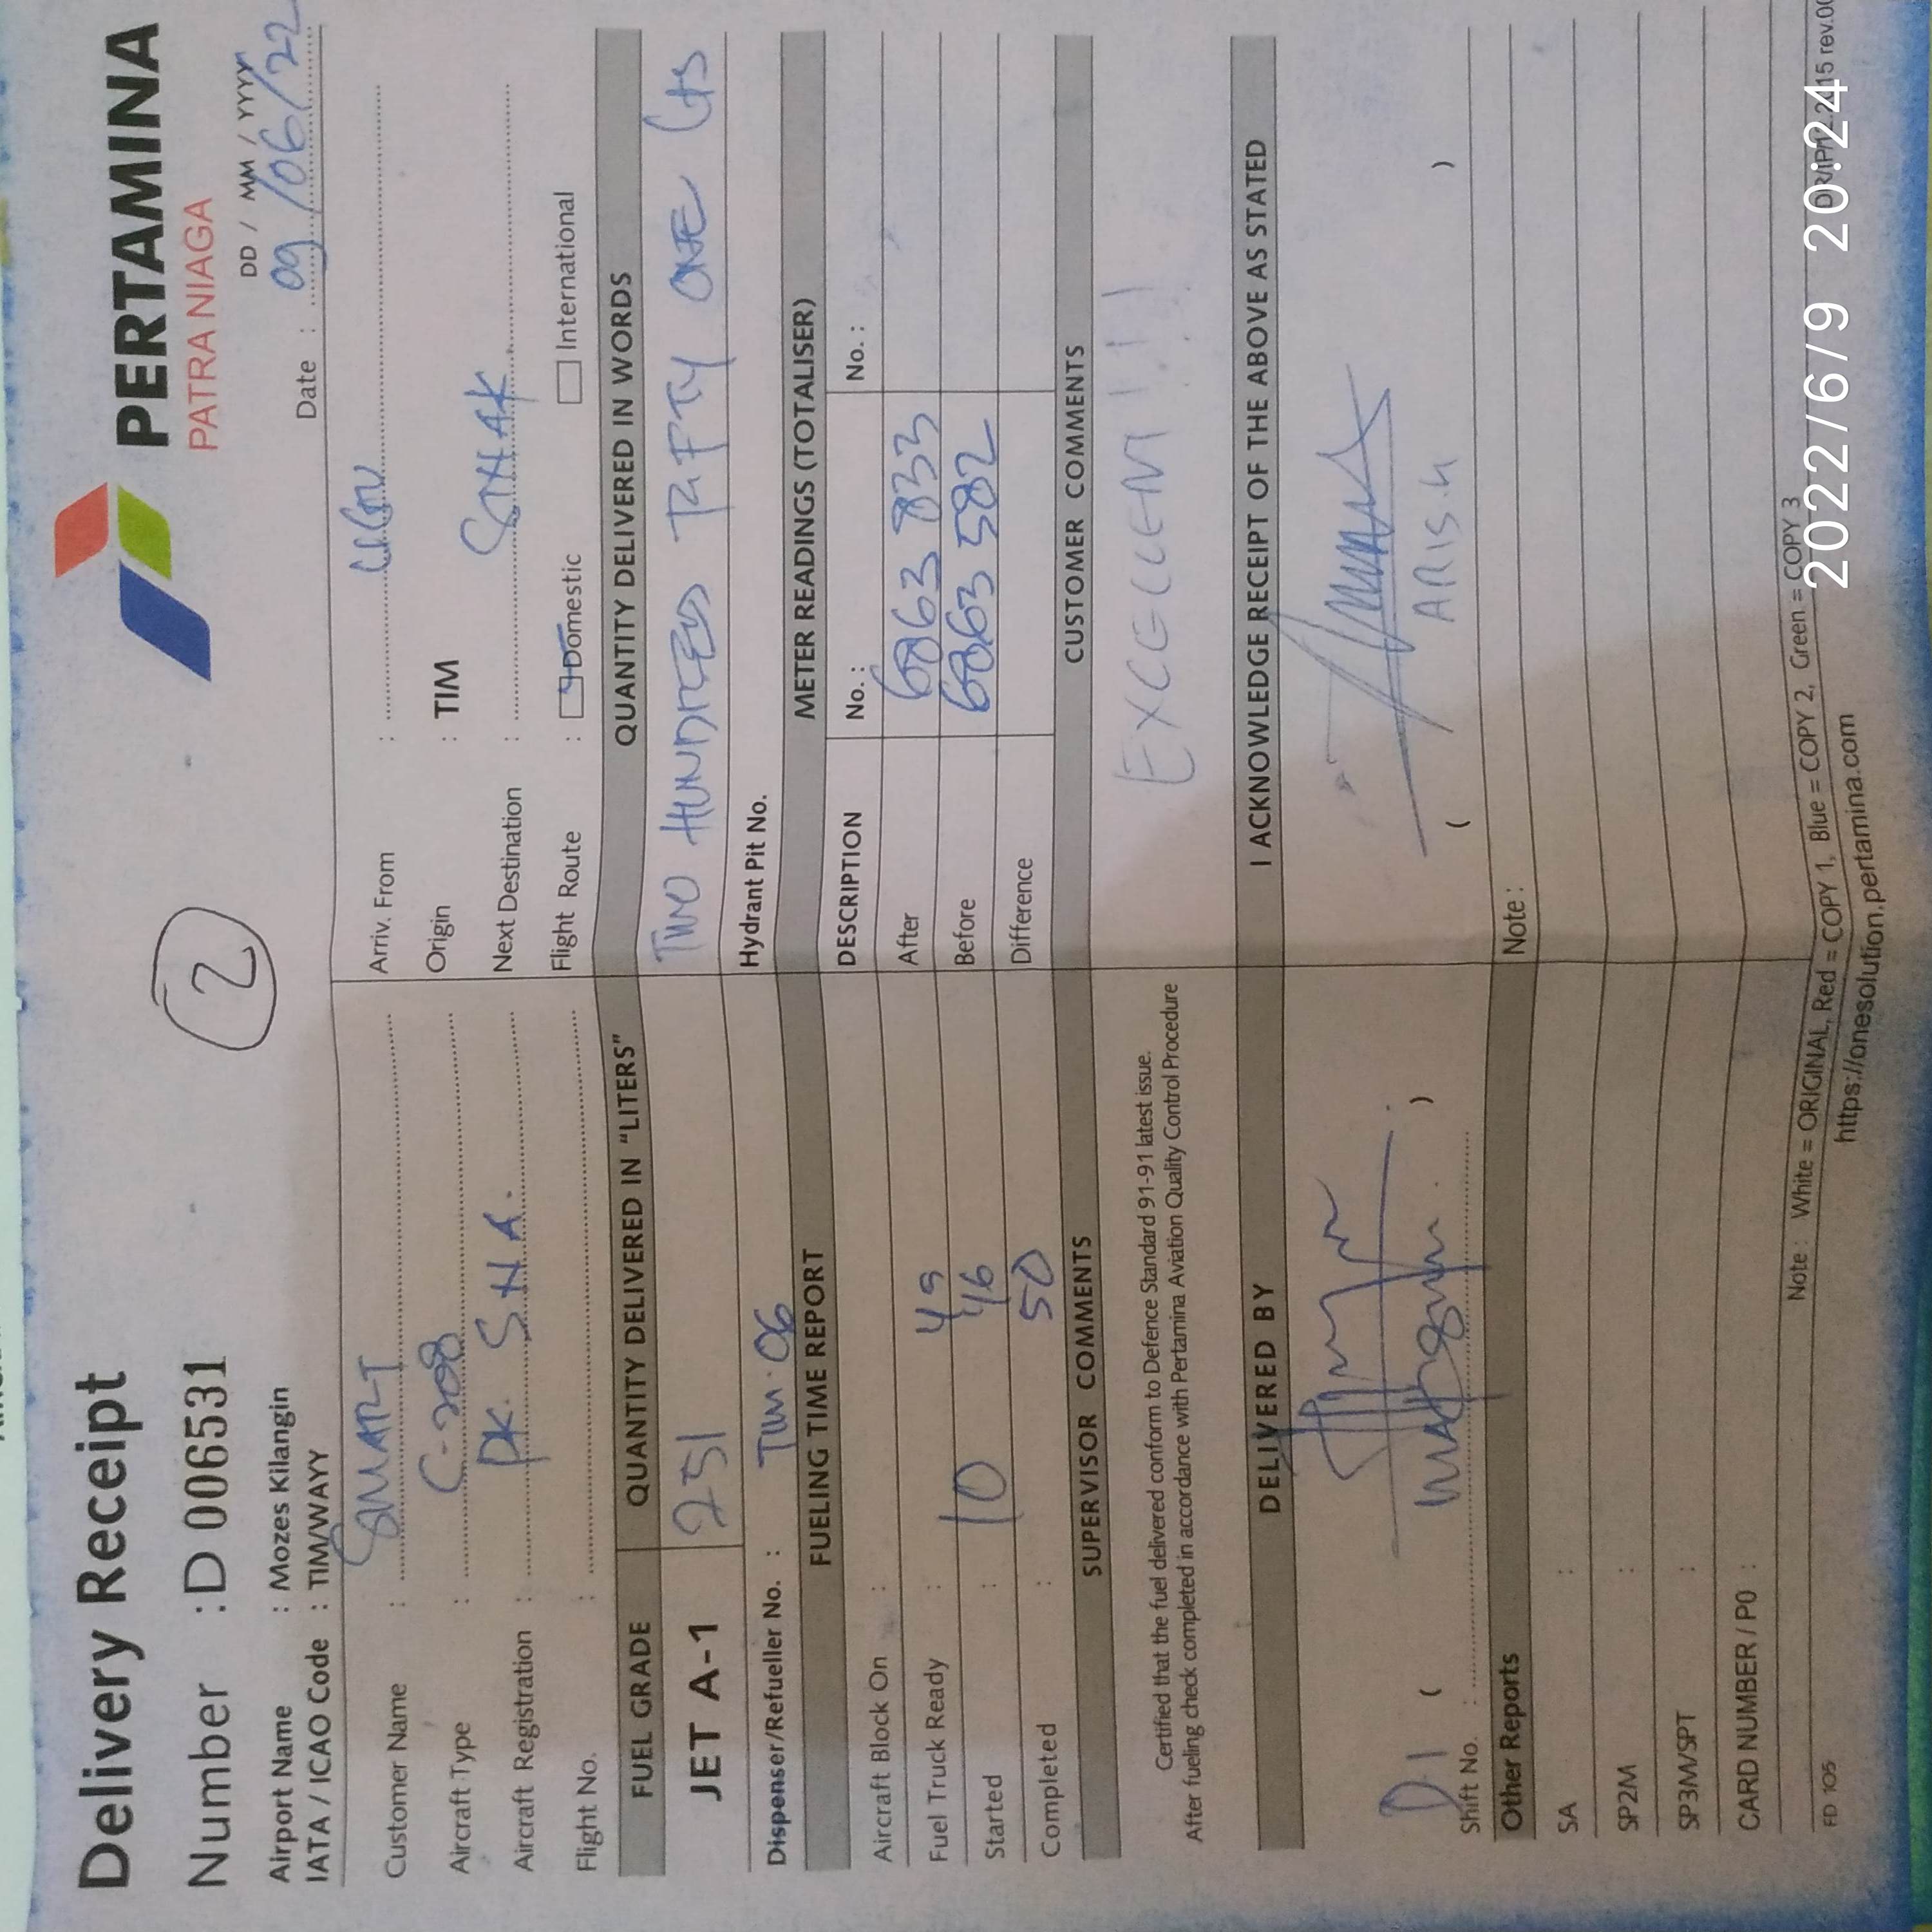 Delivery Receipt
PERTAMINA
PATRA NIAGA
Number : D 006531
2
DD / MM / YYYY
Date : 09/06/22
Airport Name : Mozes Kilangin
IATA / ICAO Code : TIM/WAYY
Customer Name : SMART
Arriv. From :
Aircraft Type : C-208
Origin : TIM
Aircraft Registration : PK. SNA.
Next Destination :
Flight No. :
Flight Route : Domestic International
FUEL GRADE QUANTITY DELIVERED IN "LITERS" QUANTITY DELIVERED IN WORDS
JET A-1 251 TWO HUNDRED FIFTY ONE Lts
Dispenser/Refueller No. : TIM.06 Hydrant Pit No.
FUELING TIME REPORT METER READINGS (TOTALISER)
DESCRIPTION No. : No. :
Aircraft Block On :
Fuel Truck Ready : 45 After 6863 833
Started : 10 46 Before 6863 582
Completed : 50 Difference
SUPERVISOR COMMENTS CUSTOMER COMMENTS
EXCELLENT !!!
Certified that the fuel delivered conform to Defence Standard 91-91 latest issue.
After fueling check completed in accordance with Pertamina Aviation Quality Control Procedure
DELIVERED BY I ACKNOWLEDGE RECEIPT OF THE ABOVE AS STATED
D1 ( )
( ARIS.H )
Shift No. :
Other Reports Note :
SA :
SP2M :
SP3M/SPT :
CARD NUMBER / PO :
Note : White = ORIGINAL, Red = COPY 1, Blue = COPY 2, Green = COPY 3
FD 105
https://onesolution.pertamina.com
2022/6/9 20:24